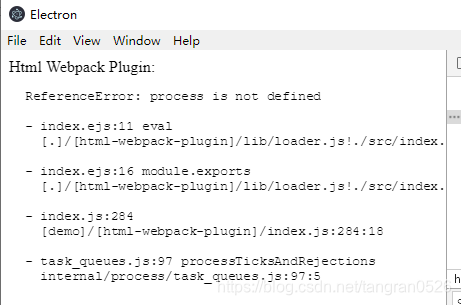 Electron
File Edit View Window Help
Html Webpack Plugin:
ReferenceError: process is not defined
- index.ejs:11 eval
[.]/[html-webpack-plugin]/lib/loader.js!./src/index.
- index.ejs:16 module.exports
[.]/[html-webpack-plugin]/lib/loader.js!./src/index.
- index.js:284
[demo]/[html-webpack-plugin]/index.js:284:18
- task_queues.js:97 processTicksAndRejections
internal/process/task_queues.js:97:5
https://blog.csdn.net/tangran0526